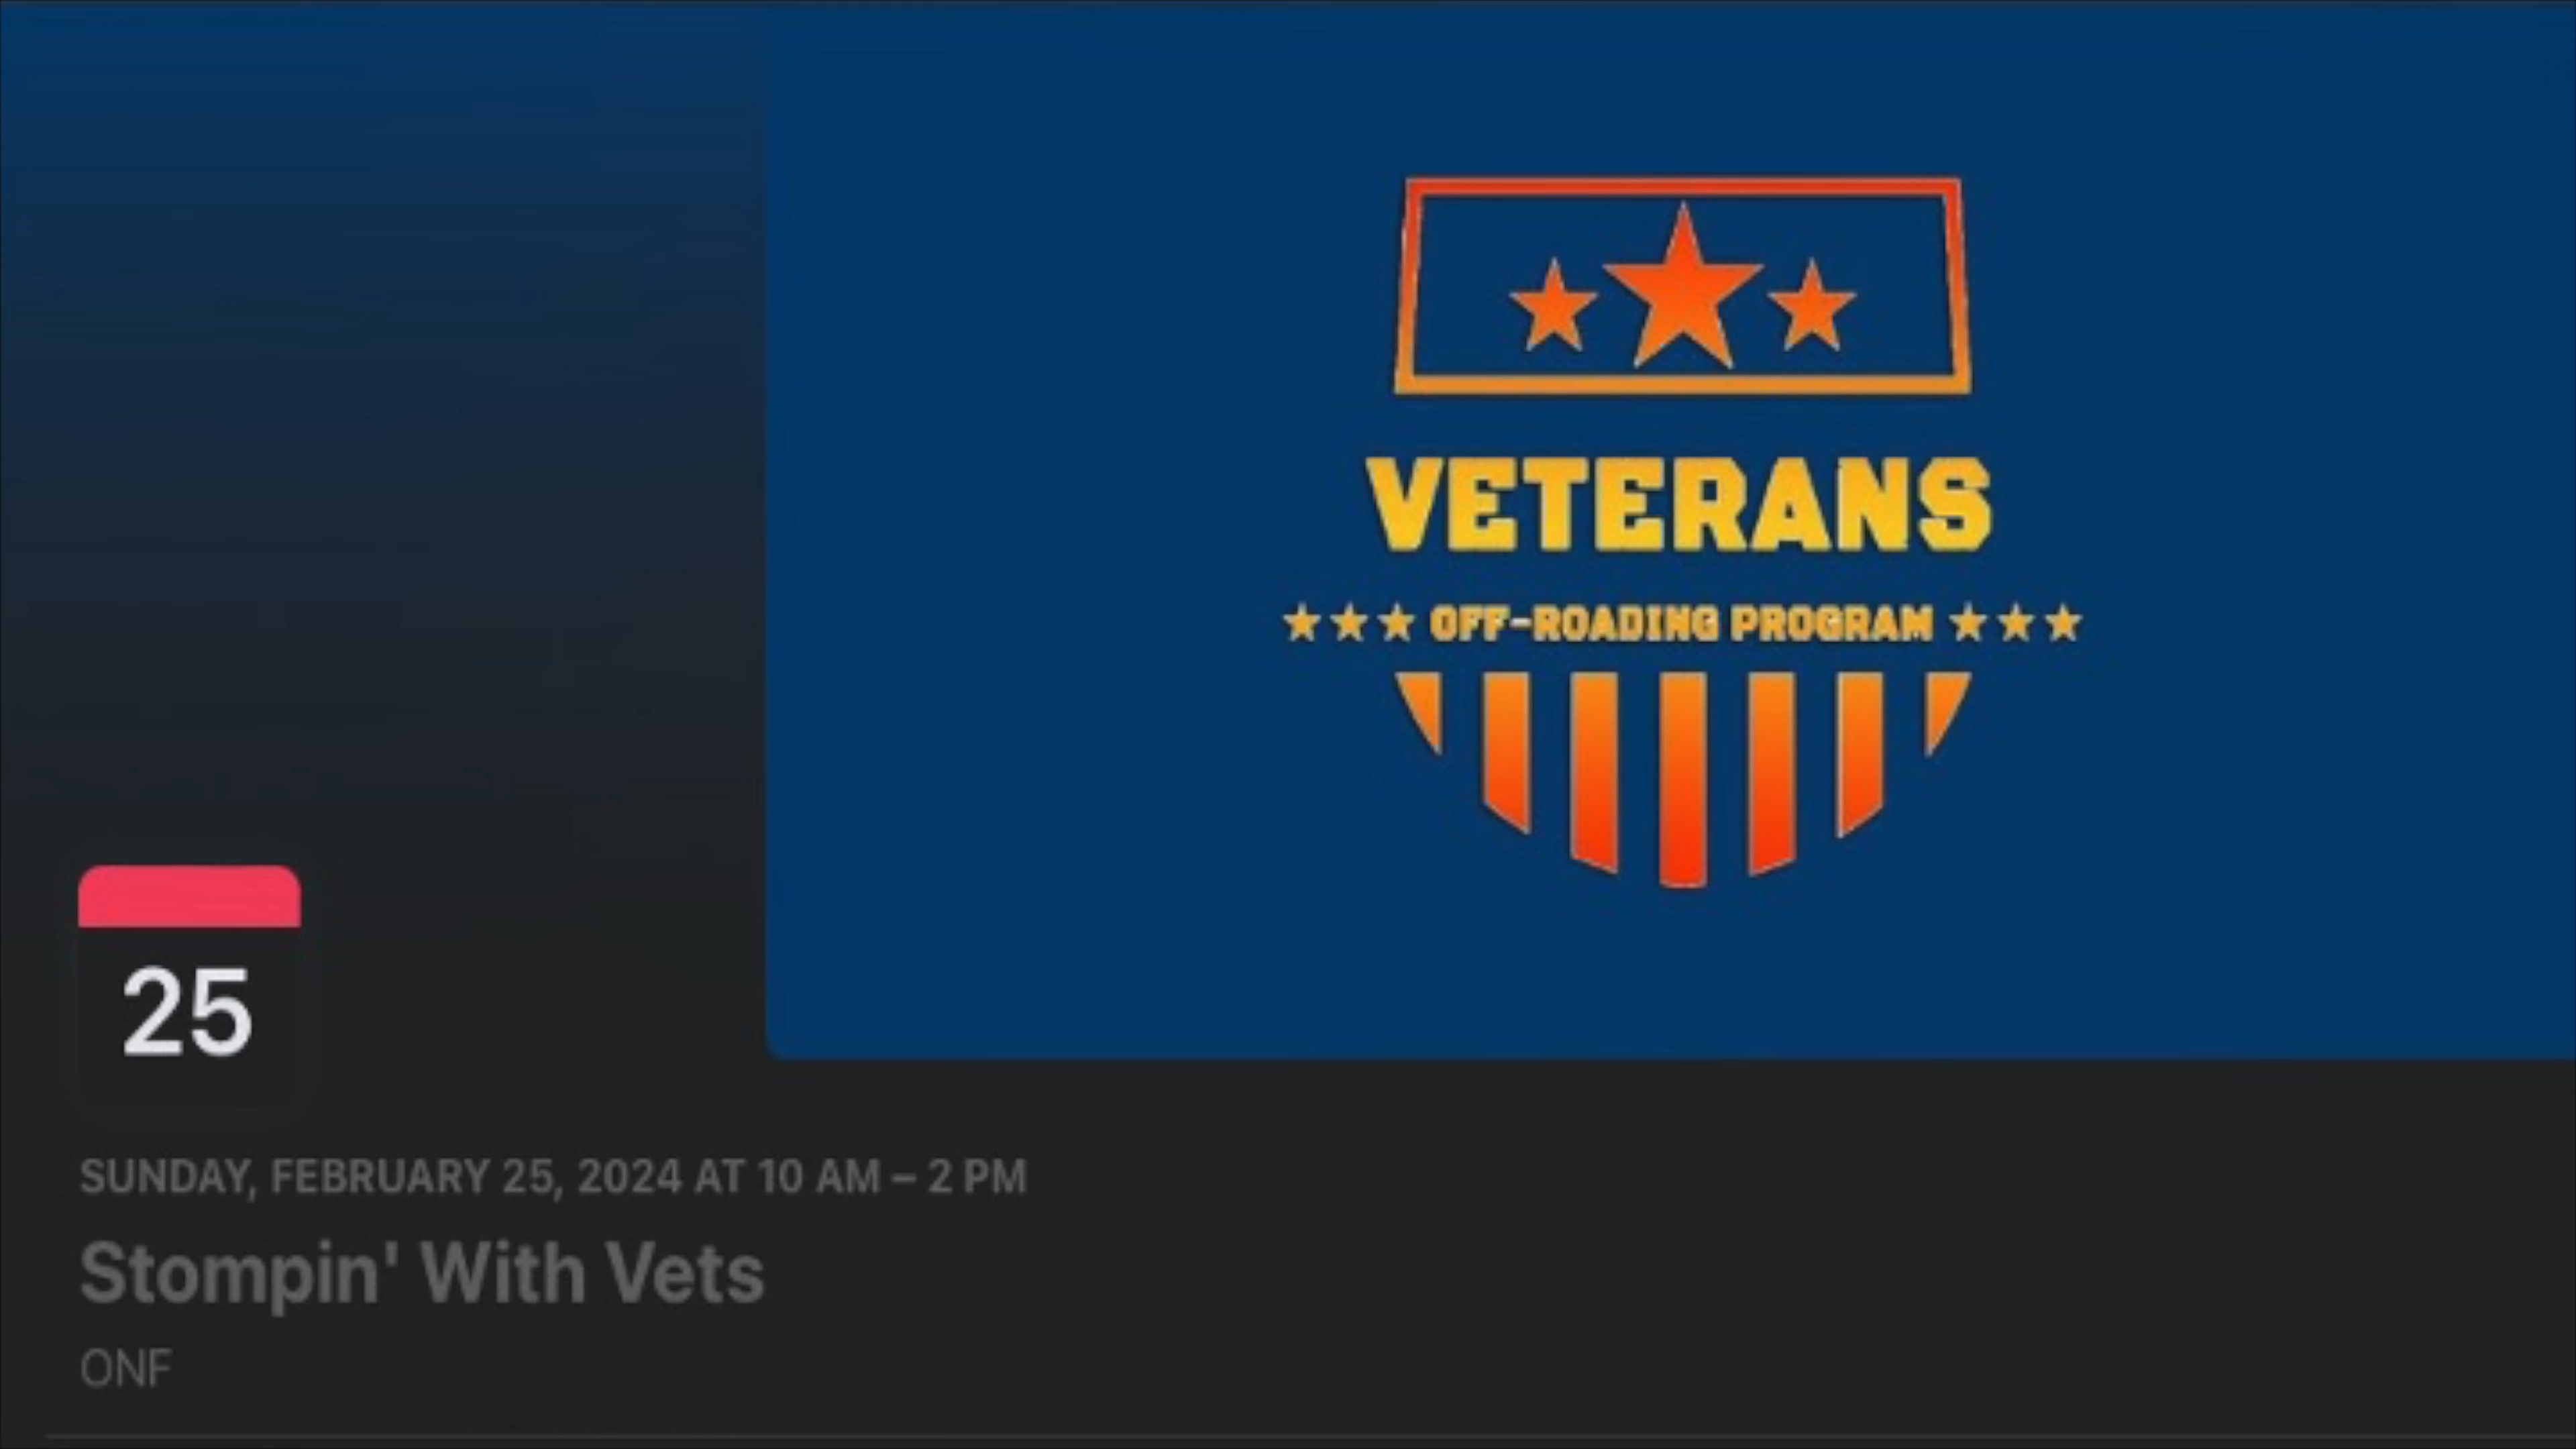 VETERANS
OFF-ROADING PROGRAM
25
SUNDAY, FEBRUARY 25, 2024 AT 10 AM – 2 PM
Stompin' With Vets
ONF